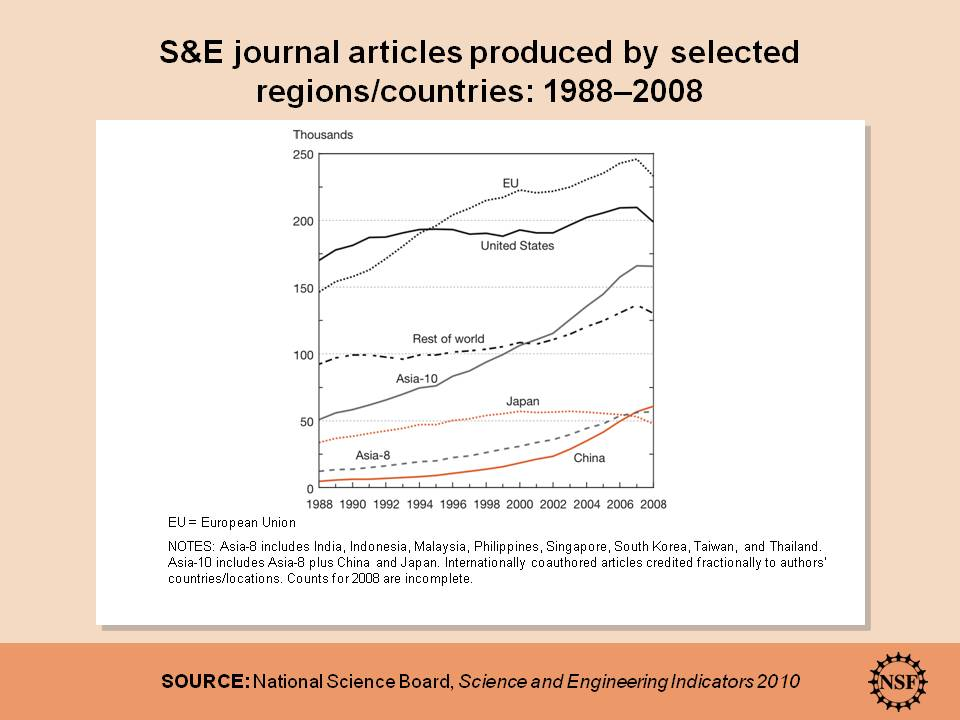 S&E journal articles produced by selected
regions/countries: 1988–2008
Thousands
250
EU
200
United States
150
Rest of world
100
Asia-10
Japan
50
Asia-8
China
0
1988 1990 1992 1994 1996 1998 2000 2002 2004 2006 2008
EU = European Union
NOTES: Asia-8 includes India, Indonesia, Malaysia, Philippines, Singapore, South Korea, Taiwan, and Thailand.
Asia-10 includes Asia-8 plus China and Japan. Internationally coauthored articles credited fractionally to authors'
countries/locations. Counts for 2008 are incomplete.
SOURCE: National Science Board, Science and Engineering Indicators 2010
NSF